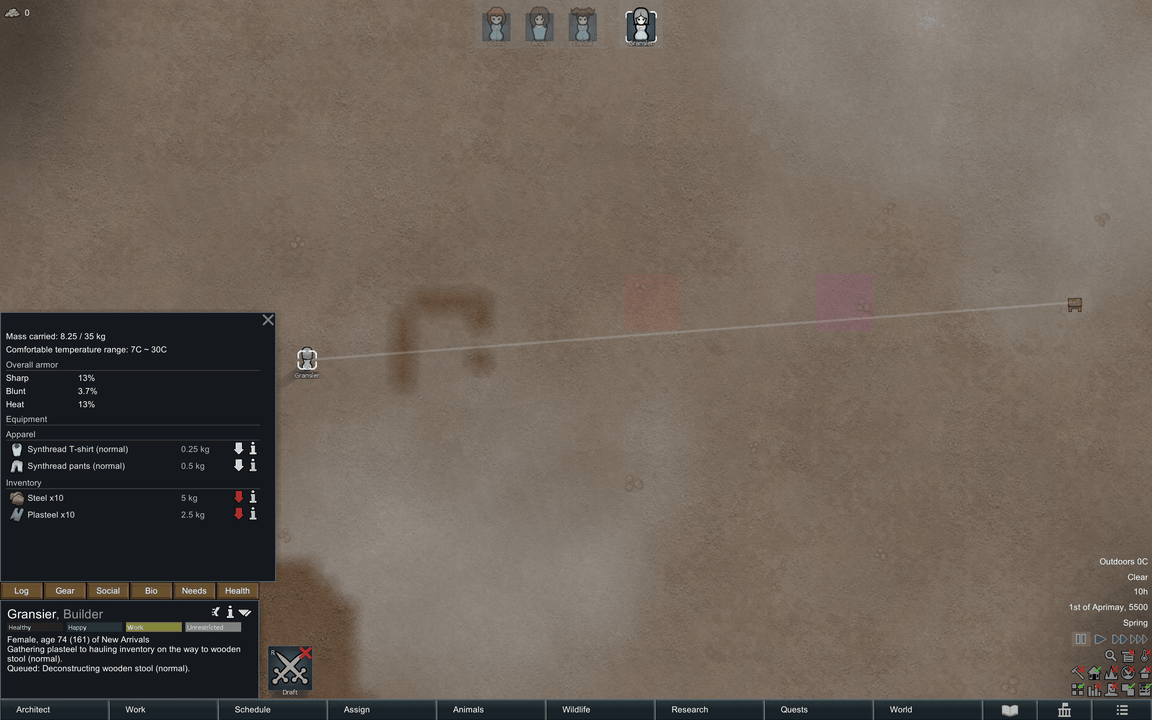 0
Gransier
Gransier
Mass carried: 8.25 / 35 kg
Comfortable temperature range: 7C ~ 30C
Overall armor
Sharp 13%
Blunt 3.7%
Heat 13%
Equipment
Apparel
Synthread T-shirt (normal) 0.25 kg
Synthread pants (normal) 0.5 kg
Inventory
Steel x10 5 kg
Plasteel x10 2.5 kg
Log Gear Social Bio Needs Health
Gransier, Builder
Healthy Happy Work Unrestricted
Female, age 74 (161) of New Arrivals
Gathering plasteel to hauling inventory on the way to wooden
stool (normal).
Queued: Deconstructing wooden stool (normal).
R
Draft
Outdoors 0C
Clear
10h
1st of Aprimay, 5500
Spring
Architect Work Schedule Assign Animals Wildlife Research Quests World